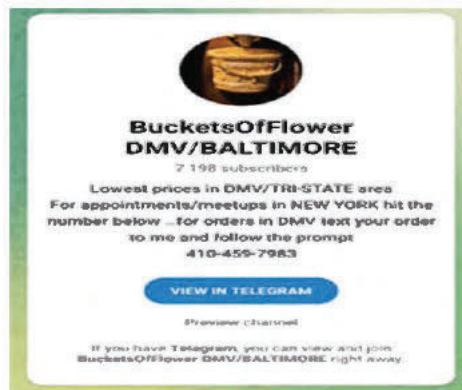 BucketsOfFlower
DMV/BALTIMORE
7 198 subscribers
Lowest prices in DMV/TRI-STATE area
For appointments/meetups in NEW YORK hit the
number below ...for orders in DMV text your order
to me and follow the prompt
410-459-7983
VIEW IN TELEGRAM
Preview channel
If you have Telegram, you can view and join
BucketsOfFlower DMV/BALTIMORE right away.